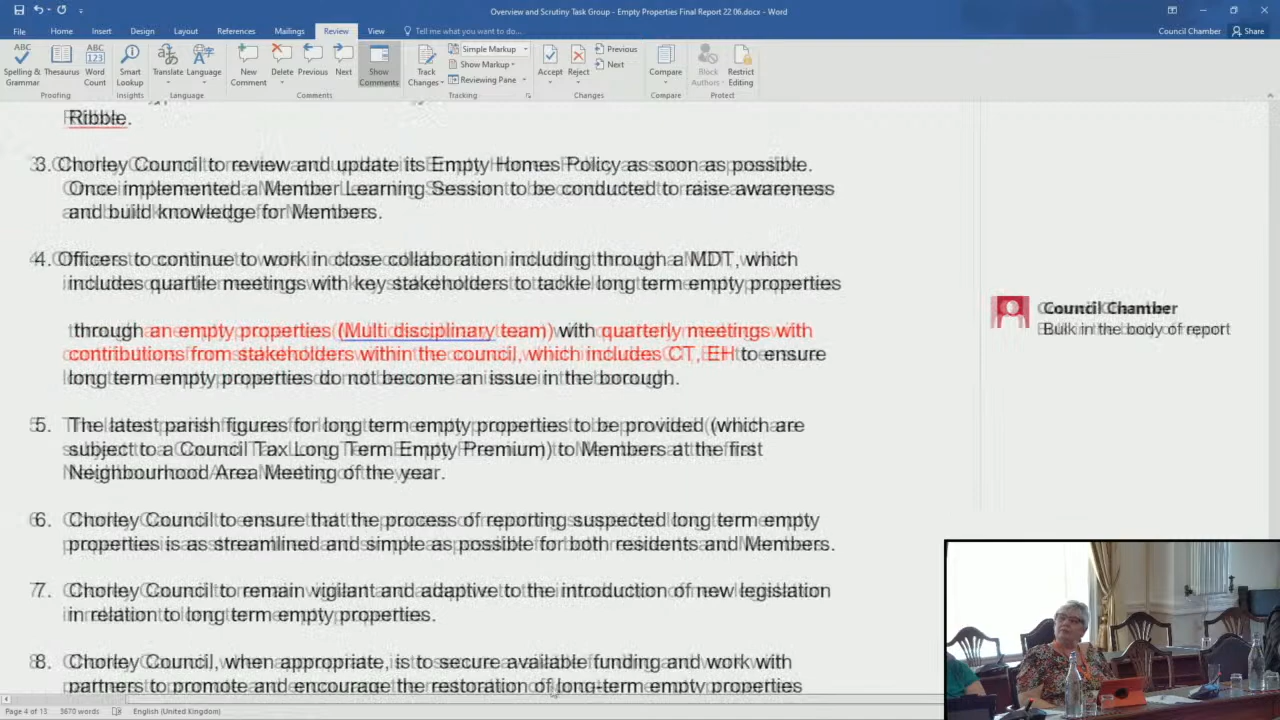 Overview and Scrutiny Task Group - Empty Properties Final Report 22 06.docx - Word
File Home Insert Design Layout References Mailings Review View Tell me what you want to do... Council Chamber Share
Spelling & Grammar Thesaurus Word Count Smart Lookup Translate Language New Comment Delete Previous Next Show Comments Track Changes Simple Markup Show Markup Reviewing Pane Accept Reject Previous Next Compare Block Authors Restrict Editing
Proofing Insights Language Comments Tracking Changes Compare Protect
Ribble.
3. Chorley Council to review and update its Empty Homes Policy as soon as possible.
Once implemented a Member Learning Session to be conducted to raise awareness
and build knowledge for Members.
4. Officers to continue to work in close collaboration including through a MDT, which
includes quartile meetings with key stakeholders to tackle long term empty properties
through an empty properties (Multi disciplinary team) with quarterly meetings with
contributions from stakeholders within the council, which includes CT, EH to ensure
long term empty properties do not become an issue in the borough.
5. The latest parish figures for long term empty properties to be provided (which are
subject to a Council Tax Long Term Empty Premium) to Members at the first
Neighbourhood Area Meeting of the year.
6. Chorley Council to ensure that the process of reporting suspected long term empty
properties is as streamlined and simple as possible for both residents and Members.
7. Chorley Council to remain vigilant and adaptive to the introduction of new legislation
in relation to long term empty properties.
8. Chorley Council, when appropriate, is to secure available funding and work with
partners to promote and encourage the restoration of long-term empty properties
Council Chamber
Bulk in the body of report
Page 4 of 13 3670 words English (United Kingdom)